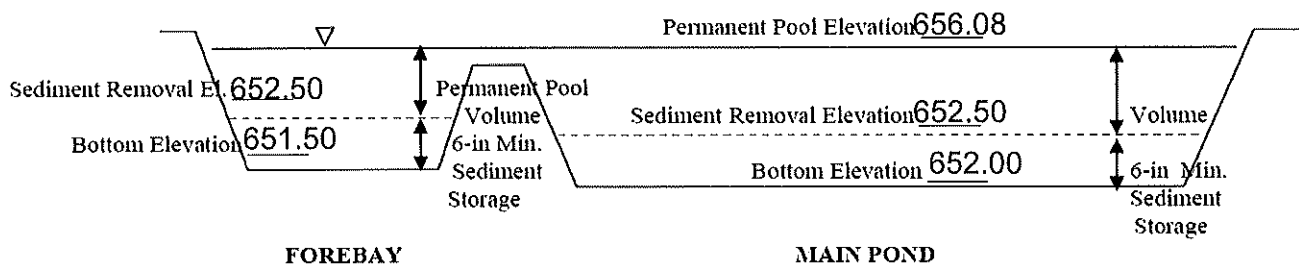 Permanent Pool Elevation 656.08
Sediment Removal El. 652.50
Permanent Pool
Volume
Sediment Removal Elevation 652.50
Volume
Bottom Elevation 651.50
6-in Min.
Sediment
Storage
Bottom Elevation 652.00
6-in Min.
Sediment
Storage
FOREBAY
MAIN POND